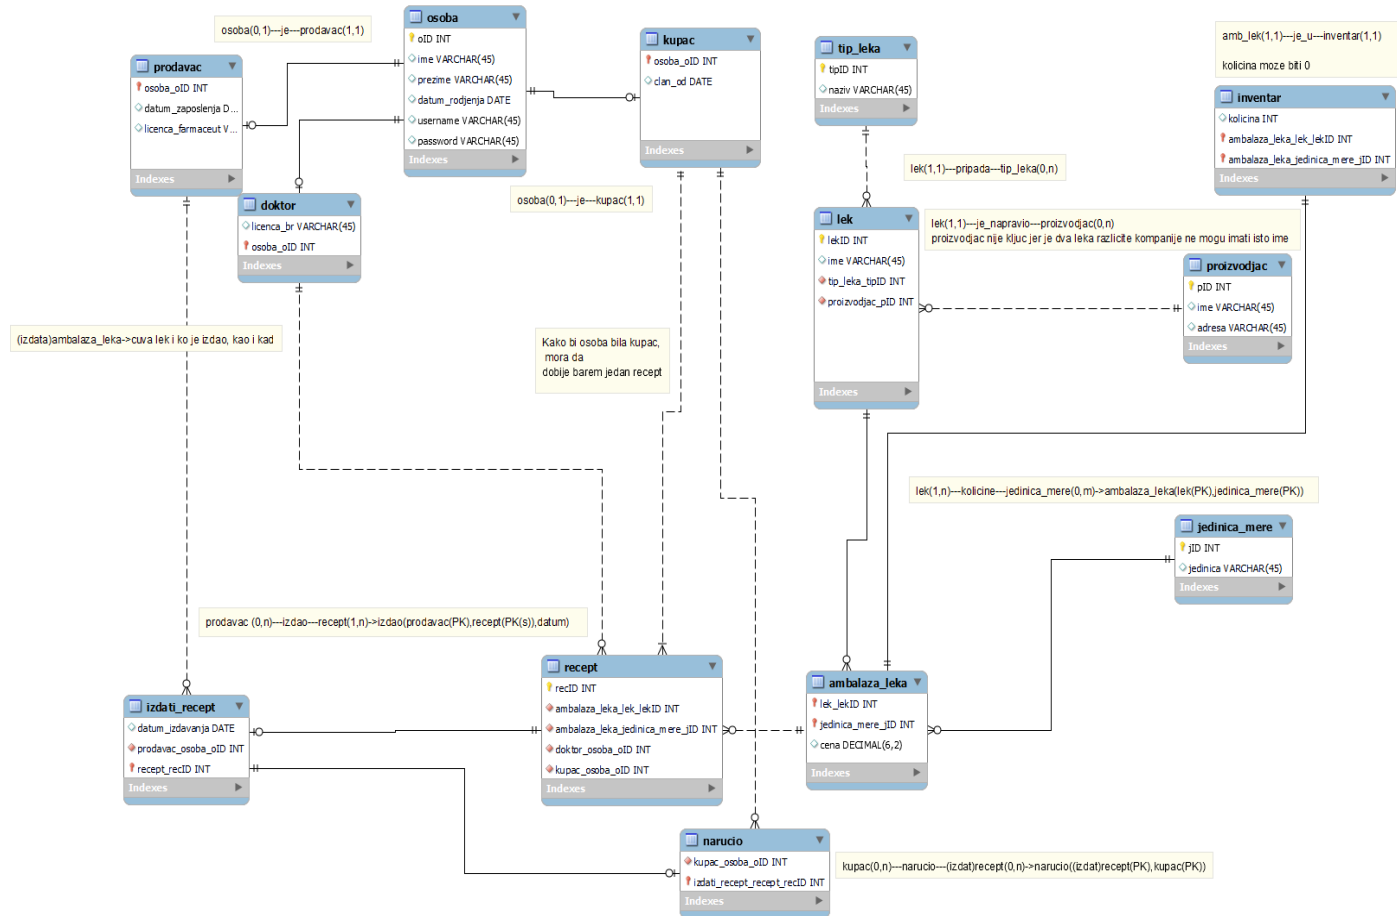 osoba(0,1)---je---prodavac(1,1)
prodavac
osoba_oID INT
datum_zaposlenja D...
licenca_farmaceut V...
Indexes
osoba
oID INT
ime VARCHAR(45)
prezime VARCHAR(45)
datum_rodjenja DATE
username VARCHAR(45)
password VARCHAR(45)
Indexes
kupac
osoba_oID INT
clan_od DATE
Indexes
tip_leka
tipID INT
naziv VARCHAR(45)
Indexes
amb_lek(1,1)---je_u---inventar(1,1)
kolicina moze biti 0
inventar
kolicina INT
ambalaza_leka_lek_lekID INT
ambalaza_leka_jedinica_mere_jID INT
Indexes
doktor
licenca_br VARCHAR(45)
osoba_oID INT
Indexes
osoba(0,1)---je---kupac(1,1)
lek(1,1)---pripada---tip_leka(0,n)
lek
lekID INT
ime VARCHAR(45)
tip_leka_tipID INT
proizvodjac_pID INT
Indexes
lek(1,1)---je_napravio---proizvodjac(0,n)
proizvodjac nije kljuc jer je dva leka razlicite kompanije ne mogu imati isto ime
proizvodjac
pID INT
ime VARCHAR(45)
adresa VARCHAR(45)
Indexes
(izdata)ambalaza_leka->cuva lek i ko je izdao, kao i kad
Kako bi osoba bila kupac,
mora da
dobije barem jedan recept
lek(1,n)---kolicine---jedinica_mere(0,m)->ambalaza_leka(lek(PK),jedinica_mere(PK))
jedinica_mere
jID INT
jedinica VARCHAR(45)
Indexes
prodavac (0,n)---izdao---recept(1,n)->izdao(prodavac(PK),recept(PK(s)),datum)
izdati_recept
datum_izdavanja DATE
prodavac_osoba_oID INT
recept_recID INT
Indexes
recept
recID INT
ambalaza_leka_lek_lekID INT
ambalaza_leka_jedinica_mere_jID INT
doktor_osoba_oID INT
kupac_osoba_oID INT
Indexes
ambalaza_leka
lek_lekID INT
jedinica_mere_jID INT
cena DECIMAL(6,2)
Indexes
narucio
kupac_osoba_oID INT
izdati_recept_recept_recID INT
Indexes
kupac(0,n)---narucio---(izdat)recept(0,n)->narucio((izdat)recept(PK),kupac(PK))